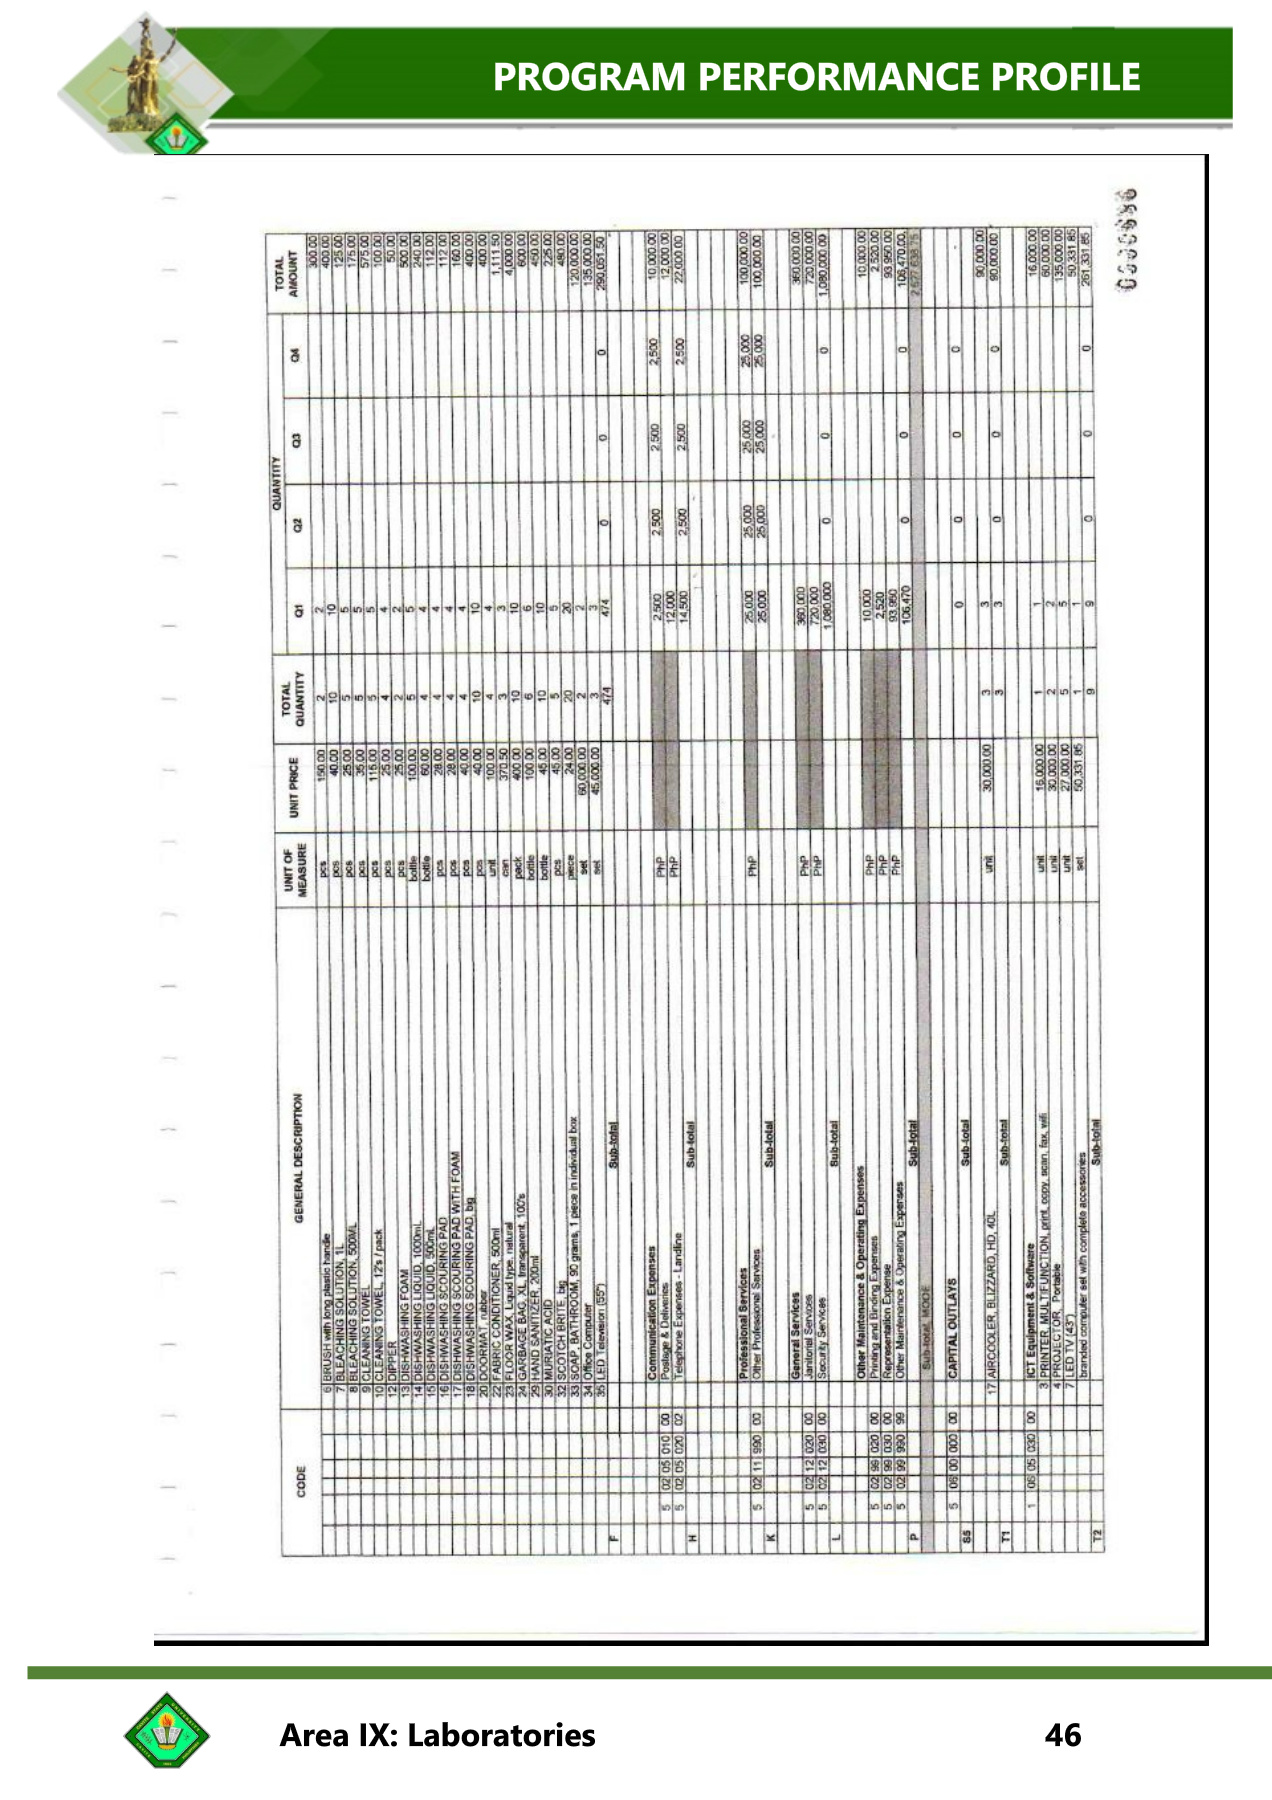 PROGRAM PERFORMANCE PROFILE
CODE GENERAL DESCRIPTION UNIT OF MEASURE UNIT PRICE TOTAL QUANTITY QUANTITY TOTAL AMOUNT
Q1 Q2 Q3 Q4
6 BRUSH with long plastic handle pcs 150.00 2 2 300.00
7 BLEACHING SOLUTION, 1L pcs 40.00 10 10 400.00
8 BLEACHING SOLUTION, 500ML pcs 25.00 5 5 125.00
9 CLEANING TOWEL pcs 35.00 5 5 175.00
10 CLEANING TOWEL, 12's / pack pcs 115.00 5 5 575.00
12 DIPPER pcs 25.00 4 4 100.00
13 DISHWASHING FOAM pcs 25.00 2 2 50.00
14 DISHWASHING LIQUID, 1000mL bottle 100.00 5 5 500.00
15 DISHWASHING LIQUID, 500mL bottle 60.00 4 4 240.00
16 DISHWASHING SCOURING PAD pcs 28.00 4 4 112.00
17 DISHWASHING SCOURING PAD WITH FOAM pcs 28.00 4 4 112.00
18 DISHWASHING SCOURING PAD, big pcs 40.00 4 4 160.00
20 DOORMAT, rubber pcs 40.00 10 10 400.00
22 FABRIC CONDITIONER, 500ml unit 100.00 4 4 400.00
23 FLOOR WAX, Liquid type, natural can 370.50 3 3 1,111.50
24 GARBAGE BAG, XL, transparent, 100's pack 400.00 10 10 4,000.00
29 HAND SANITIZER, 200ml bottle 100.00 6 6 600.00
30 MURIATIC ACID bottle 45.00 10 10 450.00
32 SCOTCH BRITE, big pcs 45.00 5 5 225.00
33 SOAP, BATHROOM, 90 grams, 1 piece in individual box piece 24.00 20 20 480.00
34 Office Computer set 60,000.00 2 2 120,000.00
35 LED Television (55") set 45,000.00 3 3 135,000.00
F Sub-total 474 474 0 0 0 290,051.50
Communication Expenses
5 02 05 010 00 Postage & Deliveries PhP 2,500 2,500 2,500 2,500 10,000.00
5 02 05 020 02 Telephone Expenses - Landline PhP 12,000 12,000.00
H Sub-total 14,500 2,500 2,500 2,500 22,000.00
Professional Services
5 02 11 990 00 Other Professional Services PhP 25,000 25,000 25,000 25,000 100,000.00
K Sub-total 25,000 25,000 25,000 25,000 100,000.00
General Services
5 02 12 020 00 Janitorial Services PhP 360,000 360,000.00
5 02 12 030 00 Security Services PhP 720,000 720,000.00
L Sub-total 1,080,000 0 0 0 1,080,000.00
Other Maintenance & Operating Expenses
5 02 99 020 00 Printing and Binding Expenses PhP 10,000 10,000.00
5 02 99 030 00 Representation Expense PhP 2,520 2,520.00
5 02 99 990 99 Other Maintenance & Operating Expenses PhP 93,950 93,950.00
P Sub-total 106,470 0 0 0 106,470.00
Sub-total, MOOE 2,627,638.75
5 06 00 000 00 CAPITAL OUTLAYS
S5 Sub-total 0 0 0 0
17 AIRCOOLER, BLIZZARD, HD, 40L unit 30,000.00 3 3 90,000.00
T1 Sub-total 3 3 0 0 0 90,000.00
1 06 05 030 00 ICT Equipment & Software
3 PRINTER, MULTIFUNCTION, print, copy, scan, fax, wifi unit 16,000.00 1 1 16,000.00
4 PROJECTOR, Portable unit 30,000.00 2 2 60,000.00
7 LED TV (43") unit 27,000.00 5 5 135,000.00
branded computer set with complete accessories set 50,331.85 1 1 50,331.85
T2 Sub-total 9 9 0 0 0 261,331.85
Area IX: Laboratories 46